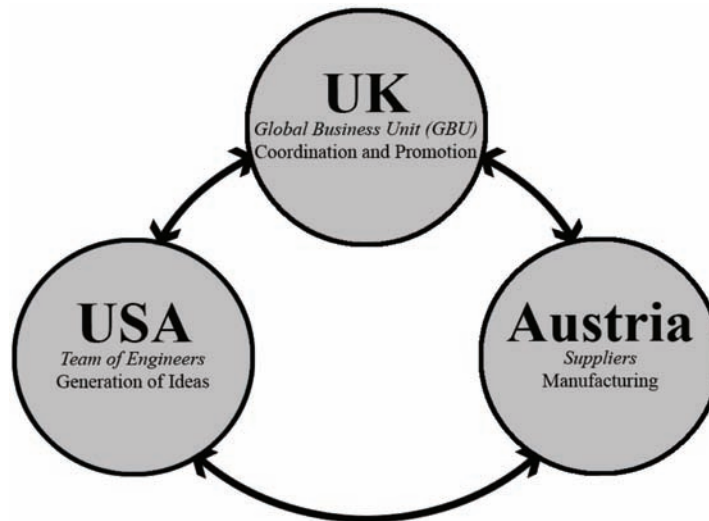 UK
Global Business Unit (GBU)
Coordination and Promotion
USA
Team of Engineers
Generation of Ideas
Austria
Suppliers
Manufacturing